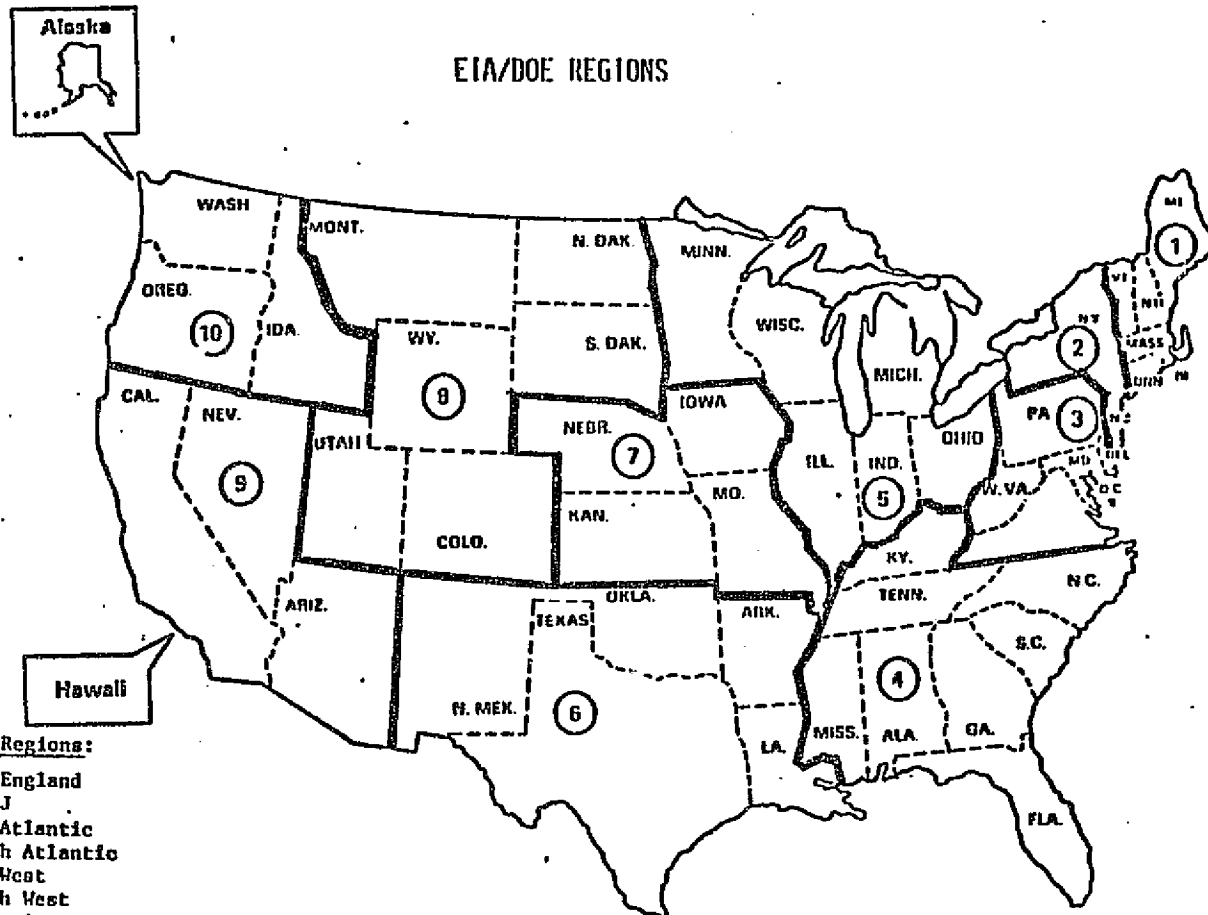 Alaska
EIA/DOE REGIONS
WASH
MONT.
N. DAK.
MINN.
MI
1
OREG.
10
IDA.
WY.
8
S. DAK.
WISC.
MICH.
VT
NH
NY
2
MASS
CONN
RI
CAL.
NEV.
9
UTAH
NEBR.
7
IOWA
ILL.
IND.
5
OHIO
PA
3
NJ
DEL
MD.
DC
W.VA.
COLO.
KAN.
MO.
KY.
ARIZ.
N. MEX.
TEXAS
6
OKLA.
ARK.
TENN.
N.C.
S.C.
Hawaii
LA.
MISS.
4
ALA.
GA.
FLA.
Regions:
England
J
Atlantic
h Atlantic
West
h West